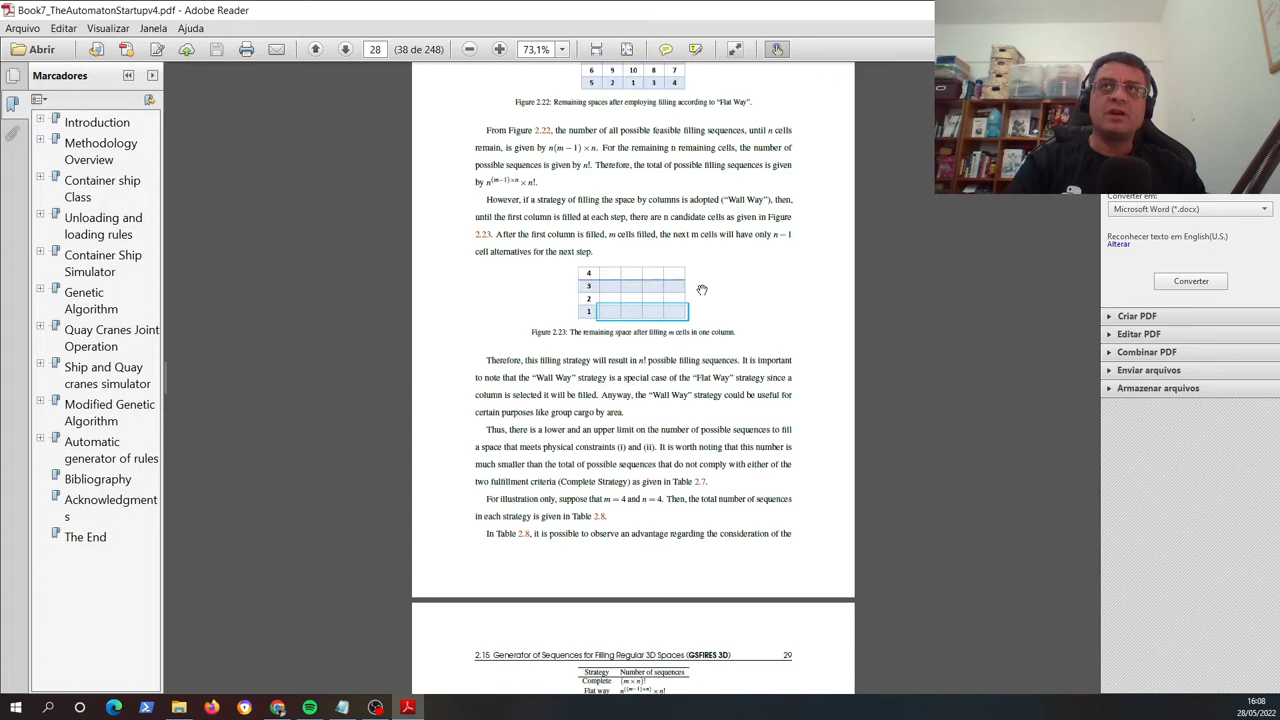 Book7_TheAutomatonStartupv4.pdf - Adobe Reader
Arquivo Editar Visualizar Janela Ajuda
Abrir 28 (38 de 248) 73,1%
Marcadores
Introduction
Methodology
Overview
Container ship
Class
Unloading and
loading rules
Container Ship
Simulator
Genetic
Algorithm
Quay Cranes Joint
Operation
Ship and Quay
cranes simulator
Modified Genetic
Algorithm
Automatic
generator of rules
Bibliography
Acknowledgment
s
The End
6 9 10 8 7
5 2 1 3 4
Figure 2.22: Remaining spaces after employing filling according to “Flat Way”.
From Figure 2.22, the number of all possible feasible filling sequences, until n cells
remain, is given by n(m − 1) × n. For the remaining n remaining cells, the number of
possible sequences is given by n!. Therefore, the total of possible filling sequences is given
by n^(m−1)×n × n!.
However, if a strategy of filling the space by columns is adopted (“Wall Way”), then,
until the first column is filled at each step, there are n candidate cells as given in Figure
2.23. After the first column is filled, m cells filled, the next m cells will have only n − 1
cell alternatives for the next step.
4
3
2
1
Figure 2.23: The remaining space after filling m cells in one column.
Therefore, this filling strategy will result in n! possible filling sequences. It is important
to note that the “Wall Way” strategy is a special case of the “Flat Way” strategy since a
column is selected it will be filled. Anyway, the “Wall Way” strategy could be useful for
certain purposes like group cargo by area.
Thus, there is a lower and an upper limit on the number of possible sequences to fill
a space that meets physical constraints (i) and (ii). It is worth noting that this number is
much smaller than the total of possible sequences that do not comply with either of the
two fulfillment criteria (Complete Strategy) as given in Table 2.7.
For illustration only, suppose that m = 4 and n = 4. Then, the total number of sequences
in each strategy is given in Table 2.8.
In Table 2.8, it is possible to observe an advantage regarding the consideration of the
2.15 Generator of Sequences for Filling Regular 3D Spaces (GSFIRES 3D) 29
Strategy Number of sequences
Complete (m × n)!
Flat way n^((m−1)×n) × n!
Converter em:
Microsoft Word (*.docx)
Reconhecer texto em English(U.S.)
Alterar
Converter
Criar PDF
Editar PDF
Combinar PDF
Enviar arquivos
Armazenar arquivos
16:08
28/05/2022